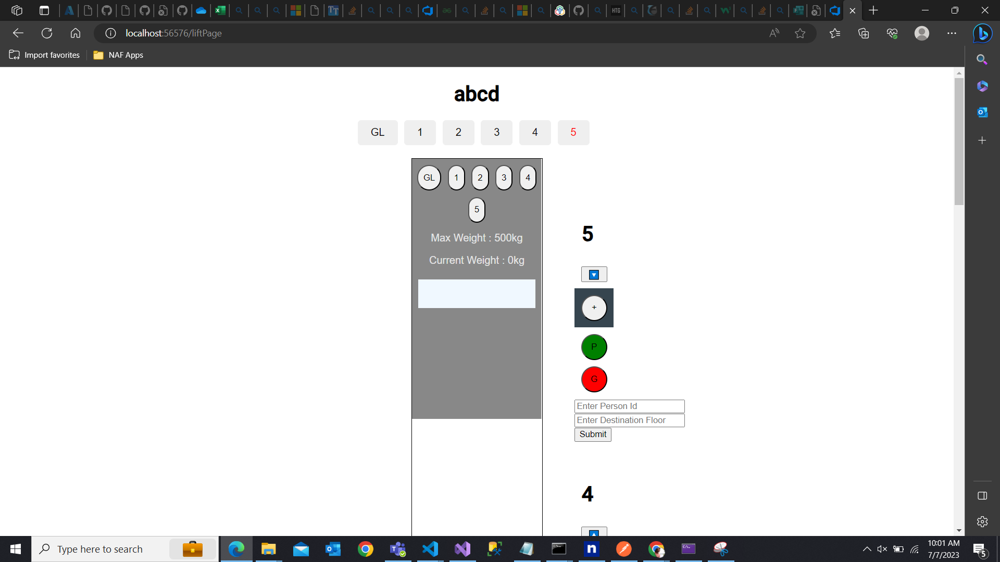 localhost:56576/liftPage
Import favorites
NAF Apps
abcd
GL 1 2 3 4 5
GL 1 2 3 4
5
Max Weight : 500kg
Current Weight : 0kg
5
+
P
G
Enter Person Id
Enter Destination Floor
Submit
4
Type here to search
10:01 AM
7/7/2023
5